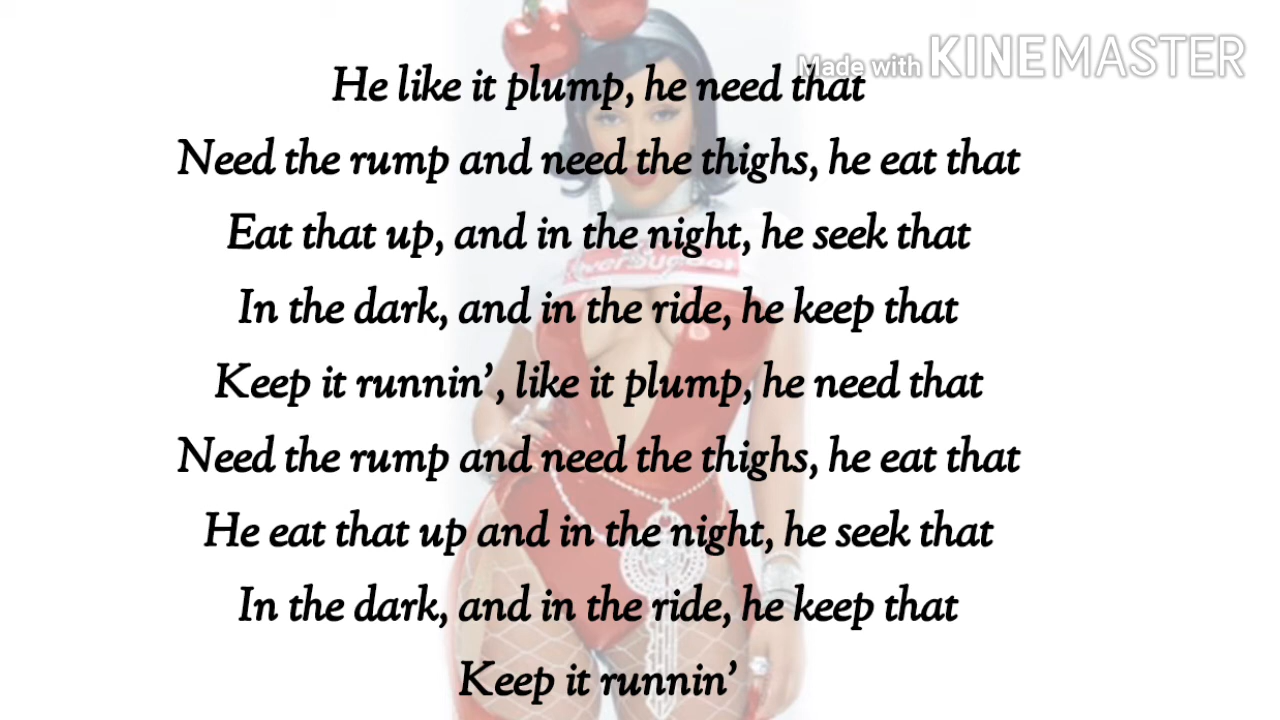 Made with KINEMASTER
He like it plump, he need that
Need the rump and need the thighs, he eat that
Eat that up, and in the night, he seek that
In the dark, and in the ride, he keep that
Keep it runnin', like it plump, he need that
Need the rump and need the thighs, he eat that
He eat that up and in the night, he seek that
In the dark, and in the ride, he keep that
Keep it runnin'